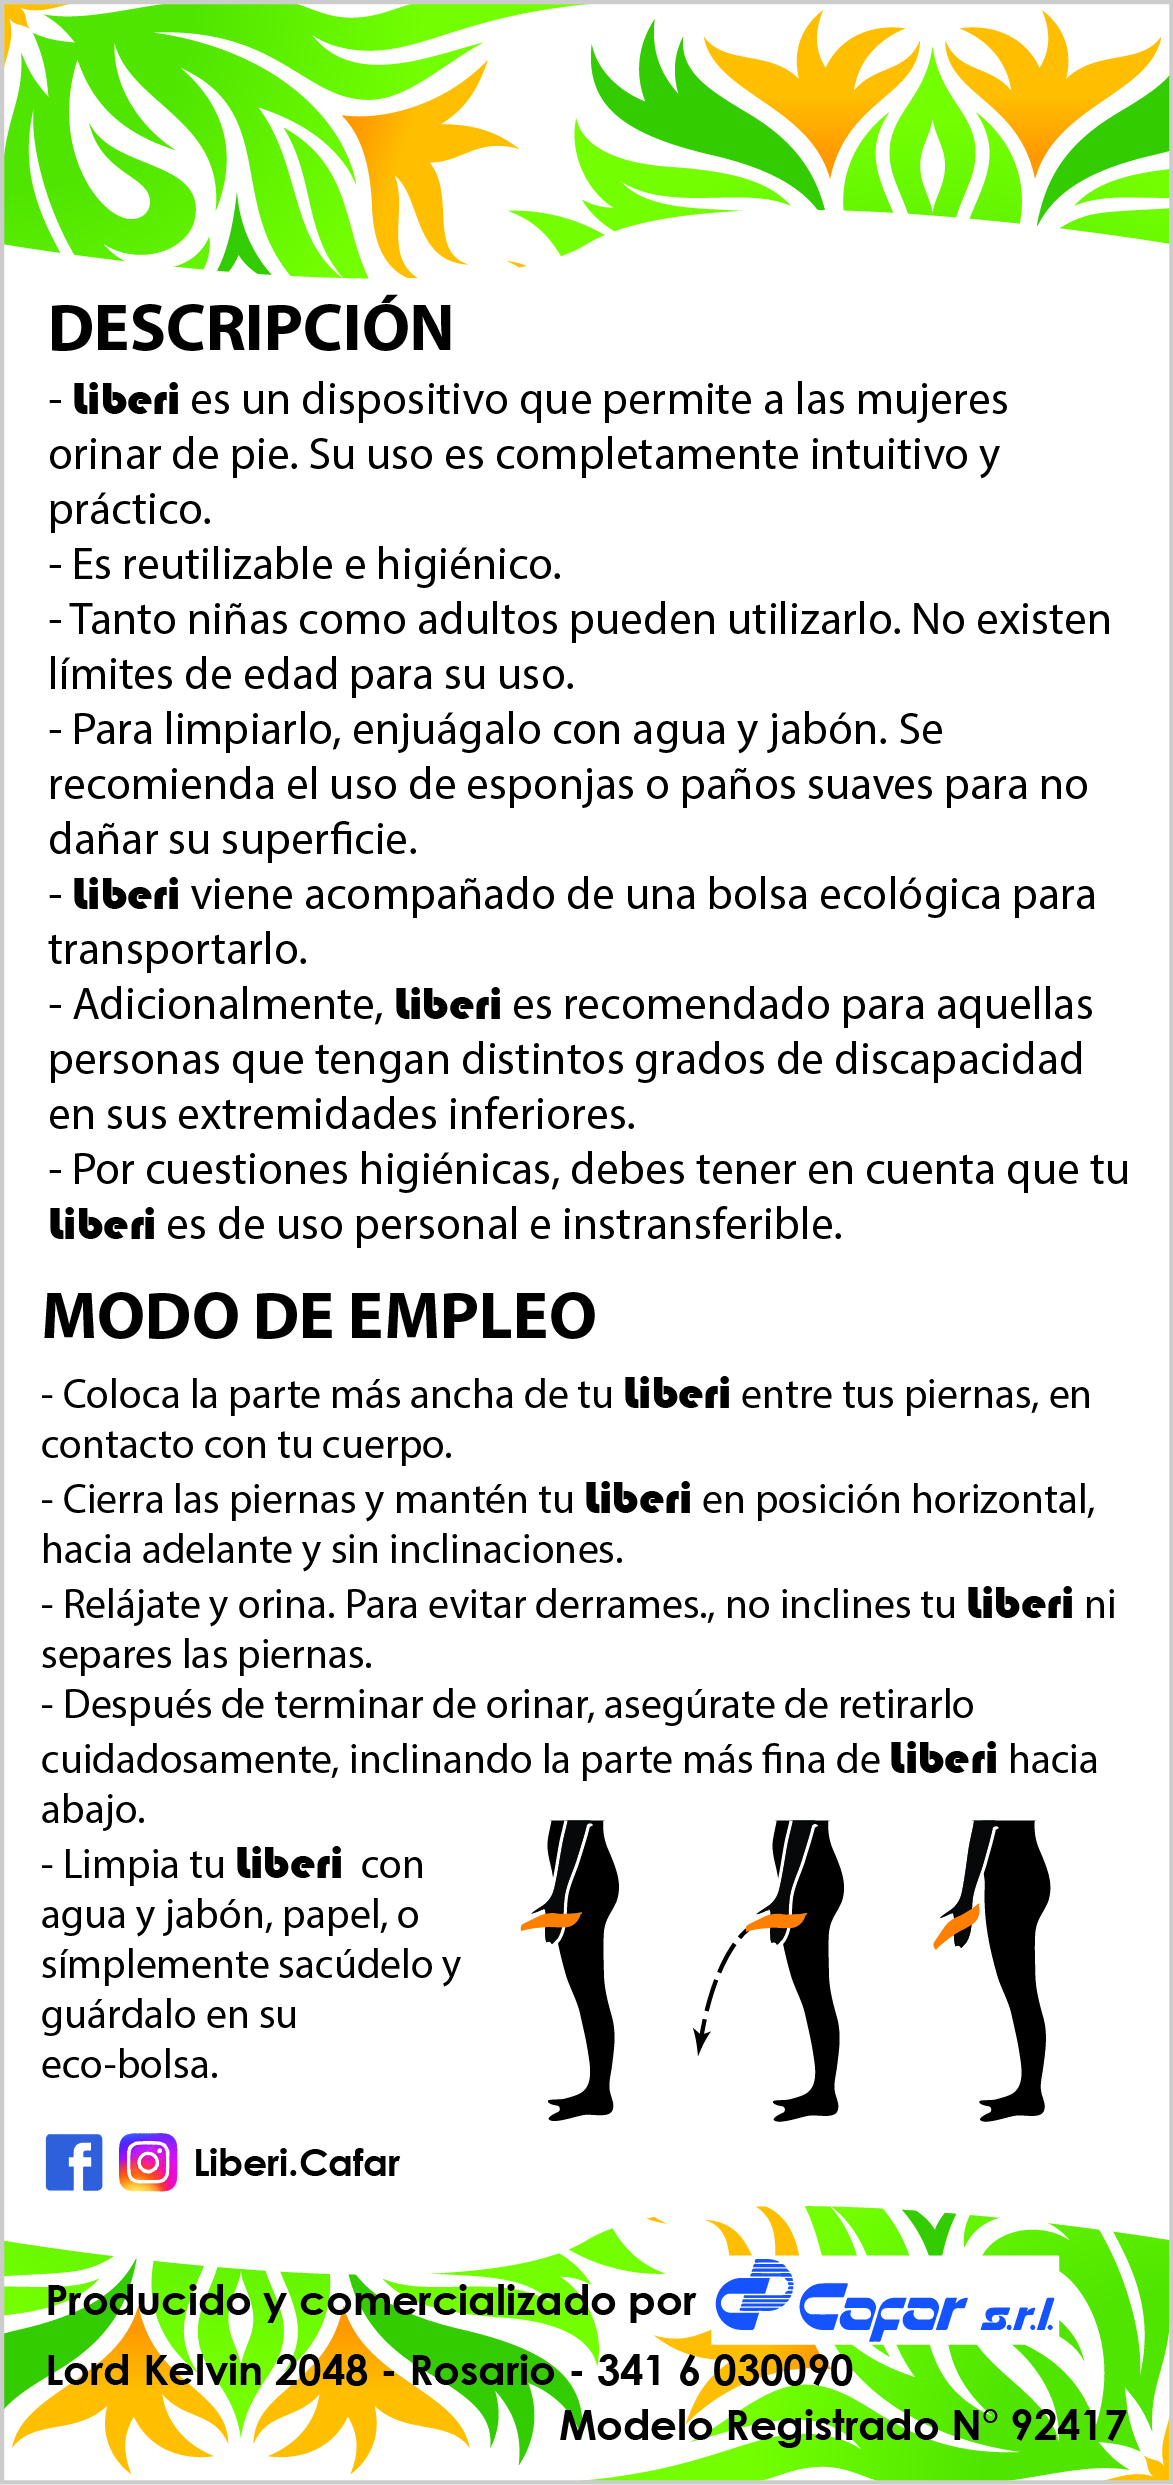 DESCRIPCIÓN
- Liberi es un dispositivo que permite a las mujeres
orinar de pie. Su uso es completamente intuitivo y
práctico.
- Es reutilizable e higiénico.
- Tanto niñas como adultos pueden utilizarlo. No existen
límites de edad para su uso.
- Para limpiarlo, enjuágalo con agua y jabón. Se
recomienda el uso de esponjas o paños suaves para no
dañar su superficie.
- Liberi viene acompañado de una bolsa ecológica para
transportarlo.
- Adicionalmente, Liberi es recomendado para aquellas
personas que tengan distintos grados de discapacidad
en sus extremidades inferiores.
- Por cuestiones higiénicas, debes tener en cuenta que tu
Liberi es de uso personal e instransferible.
MODO DE EMPLEO
- Coloca la parte más ancha de tu Liberi entre tus piernas, en
contacto con tu cuerpo.
- Cierra las piernas y mantén tu Liberi en posición horizontal,
hacia adelante y sin inclinaciones.
- Relájate y orina. Para evitar derrames., no inclines tu Liberi ni
separes las piernas.
- Después de terminar de orinar, asegúrate de retirarlo
cuidadosamente, inclinando la parte más fina de Liberi hacia
abajo.
- Limpia tu Liberi con
agua y jabón, papel, o
símplemente sacúdelo y
guárdalo en su
eco-bolsa.
Liberi.Cafar
Producido y comercializado por Cafar s.r.l.
Lord Kelvin 2048 - Rosario - 341 6 030090
Modelo Registrado N° 92417